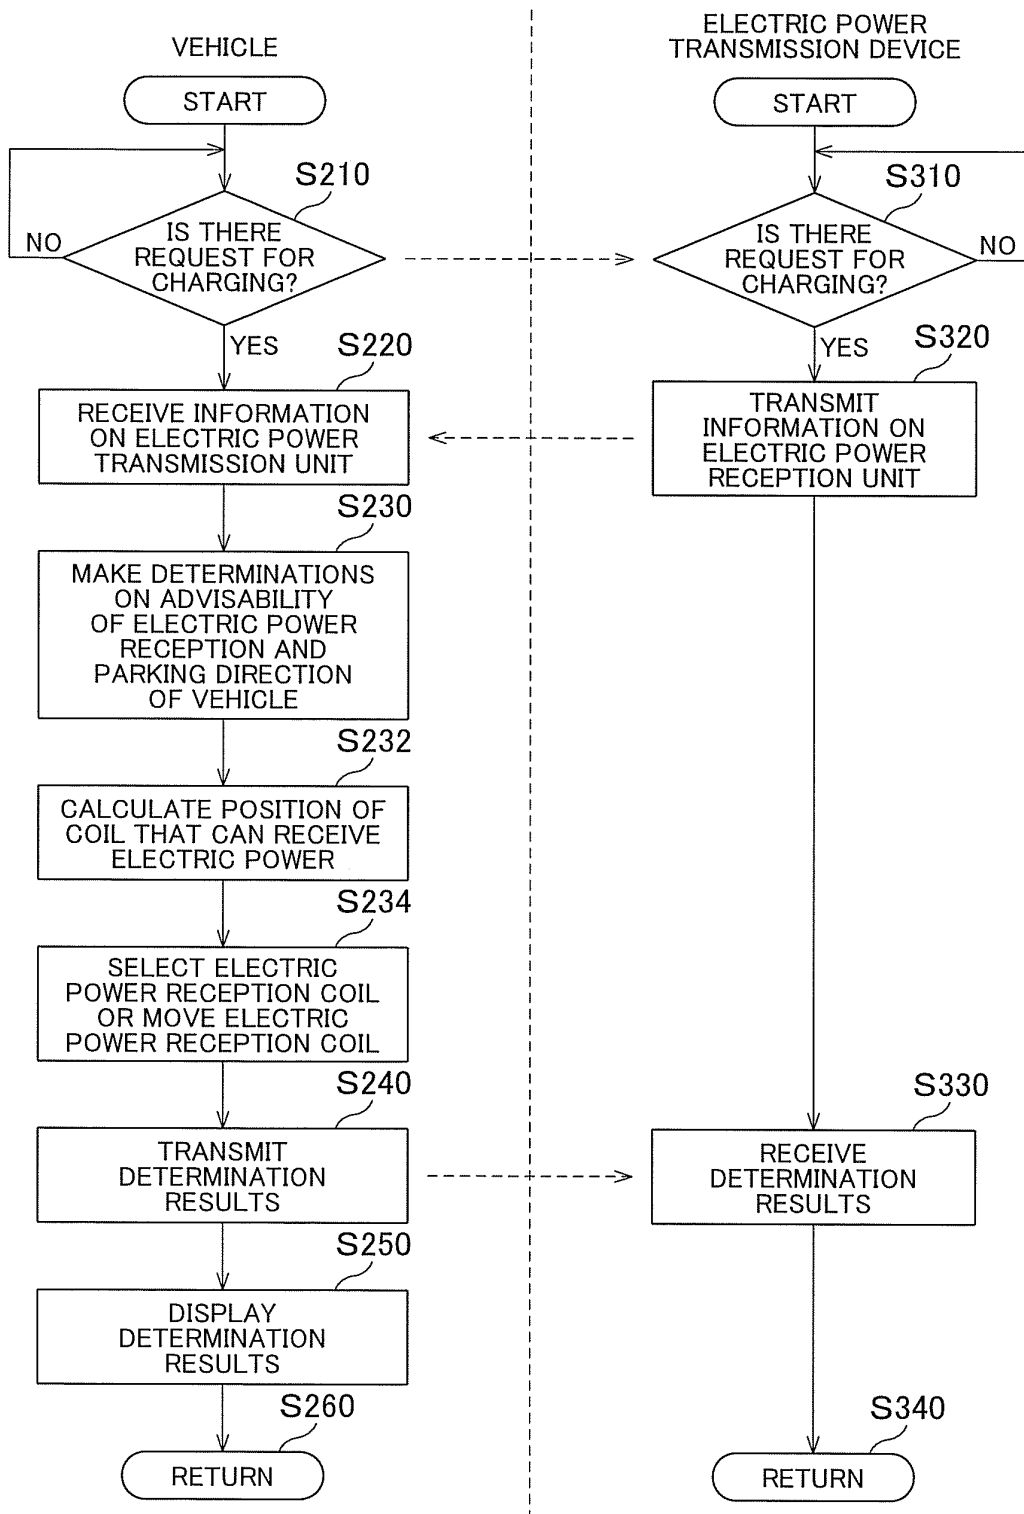 VEHICLE
START
S210
IS THERE
REQUEST FOR
CHARGING?
NO
YES
S220
RECEIVE INFORMATION
ON ELECTRIC POWER
TRANSMISSION UNIT
S230
MAKE DETERMINATIONS
ON ADVISABILITY
OF ELECTRIC POWER
RECEPTION AND
PARKING DIRECTION
OF VEHICLE
S232
CALCULATE POSITION OF
COIL THAT CAN RECEIVE
ELECTRIC POWER
S234
SELECT ELECTRIC
POWER RECEPTION COIL
OR MOVE ELECTRIC
POWER RECEPTION COIL
S240
TRANSMIT
DETERMINATION
RESULTS
S250
DISPLAY
DETERMINATION
RESULTS
S260
RETURN
ELECTRIC POWER
TRANSMISSION DEVICE
START
S310
IS THERE
REQUEST FOR
CHARGING?
NO
YES
S320
TRANSMIT
INFORMATION ON
ELECTRIC POWER
RECEPTION UNIT
S330
RECEIVE
DETERMINATION
RESULTS
S340
RETURN